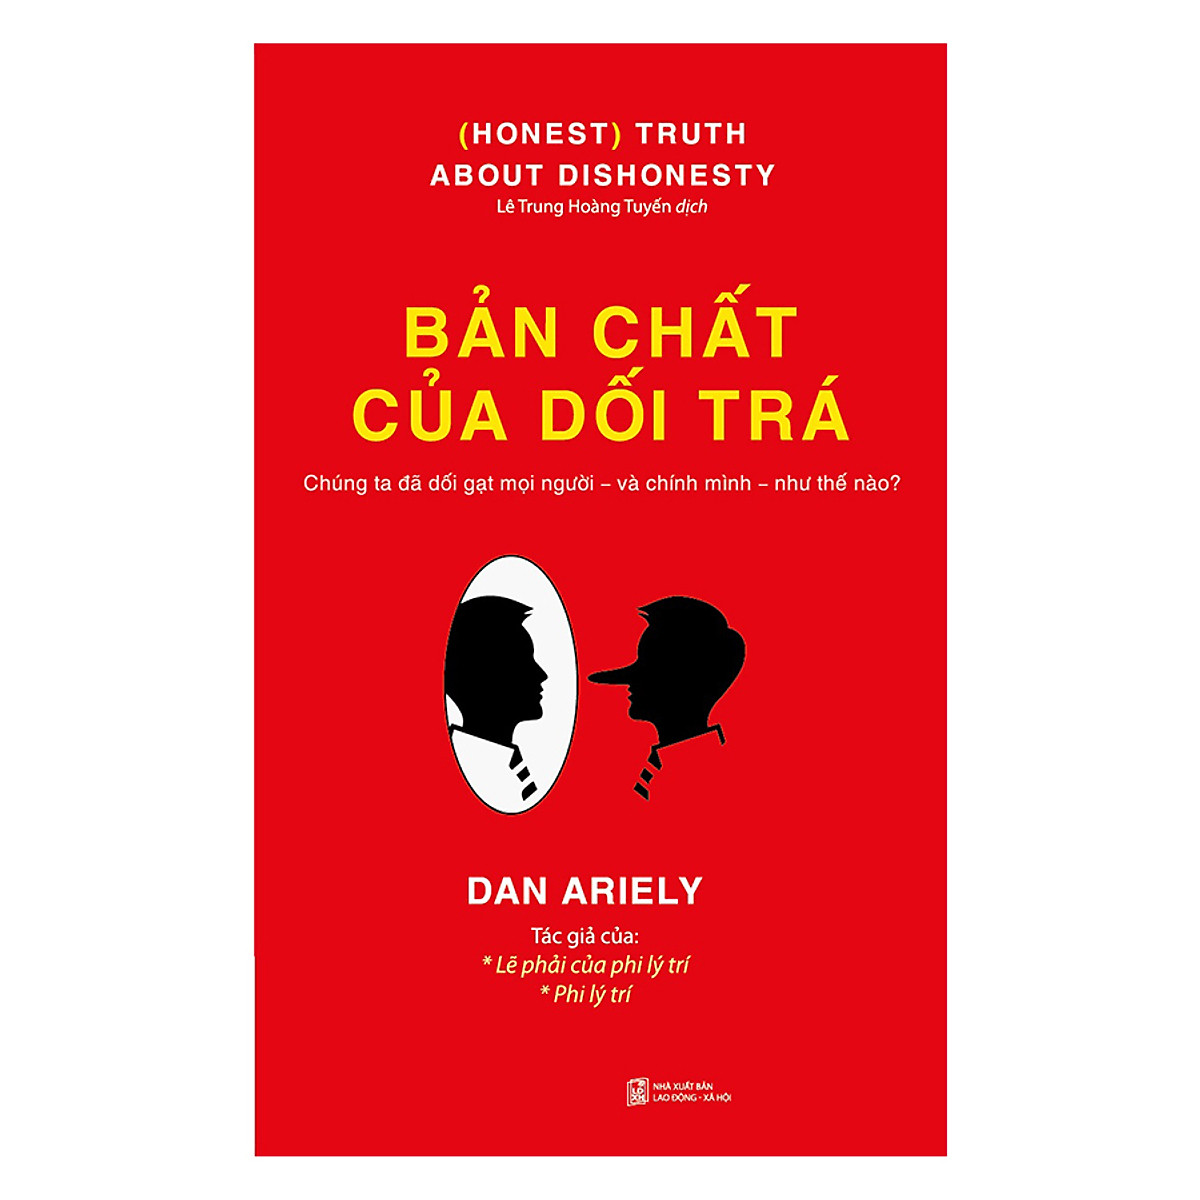 (HONEST) TRUTH
ABOUT DISHONESTY
Lê Trung Hoàng Tuyến dịch
BẢN CHẤT
CỦA DỐI TRÁ
Chúng ta đã dối gạt mọi người – và chính mình – như thế nào?
DAN ARIELY
Tác giả của:
* Lẽ phải của phi lý trí
* Phi lý trí
NHÀ XUẤT BẢN
LAO ĐỘNG - XÃ HỘI